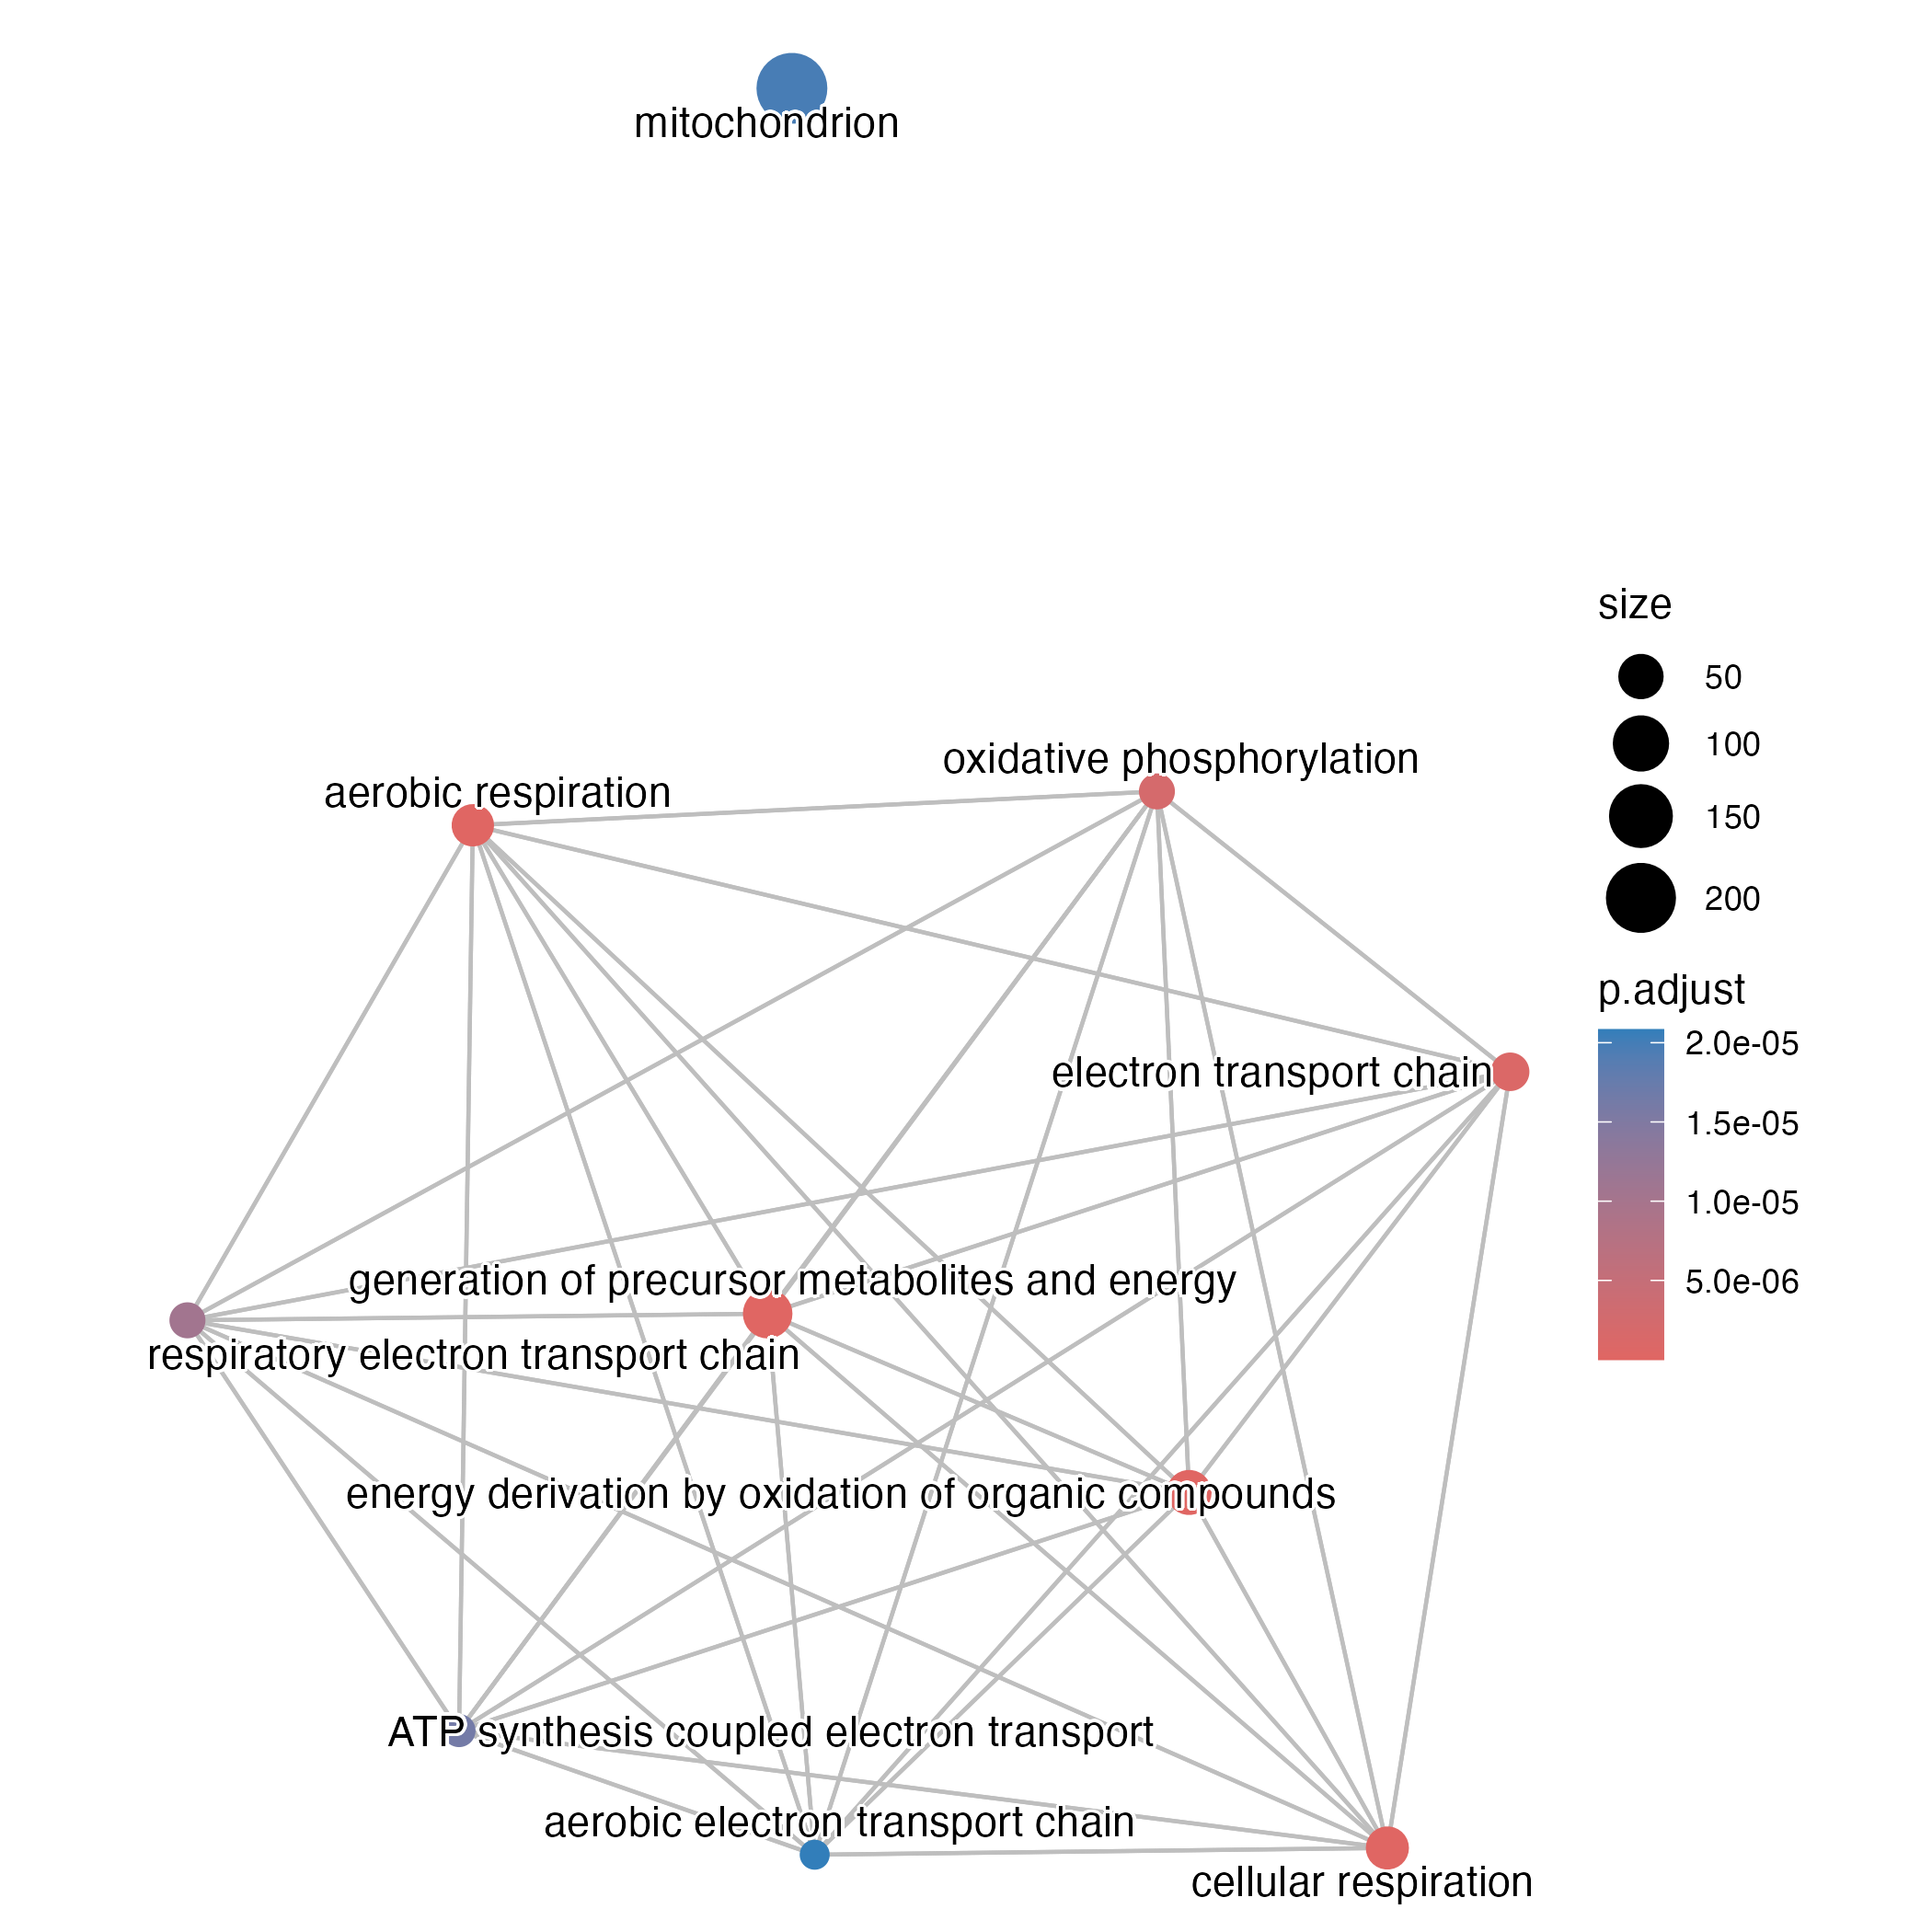 mitochondrion
size
50
100
150
200
oxidative phosphorylation
aerobic respiration
p.adjust
2.0e-05
1.5e-05
1.0e-05
5.0e-06
electron transport chain
generation of precursor metabolites and energy
respiratory electron transport chain
energy derivation by oxidation of organic compounds
ATP synthesis coupled electron transport
aerobic electron transport chain
cellular respiration